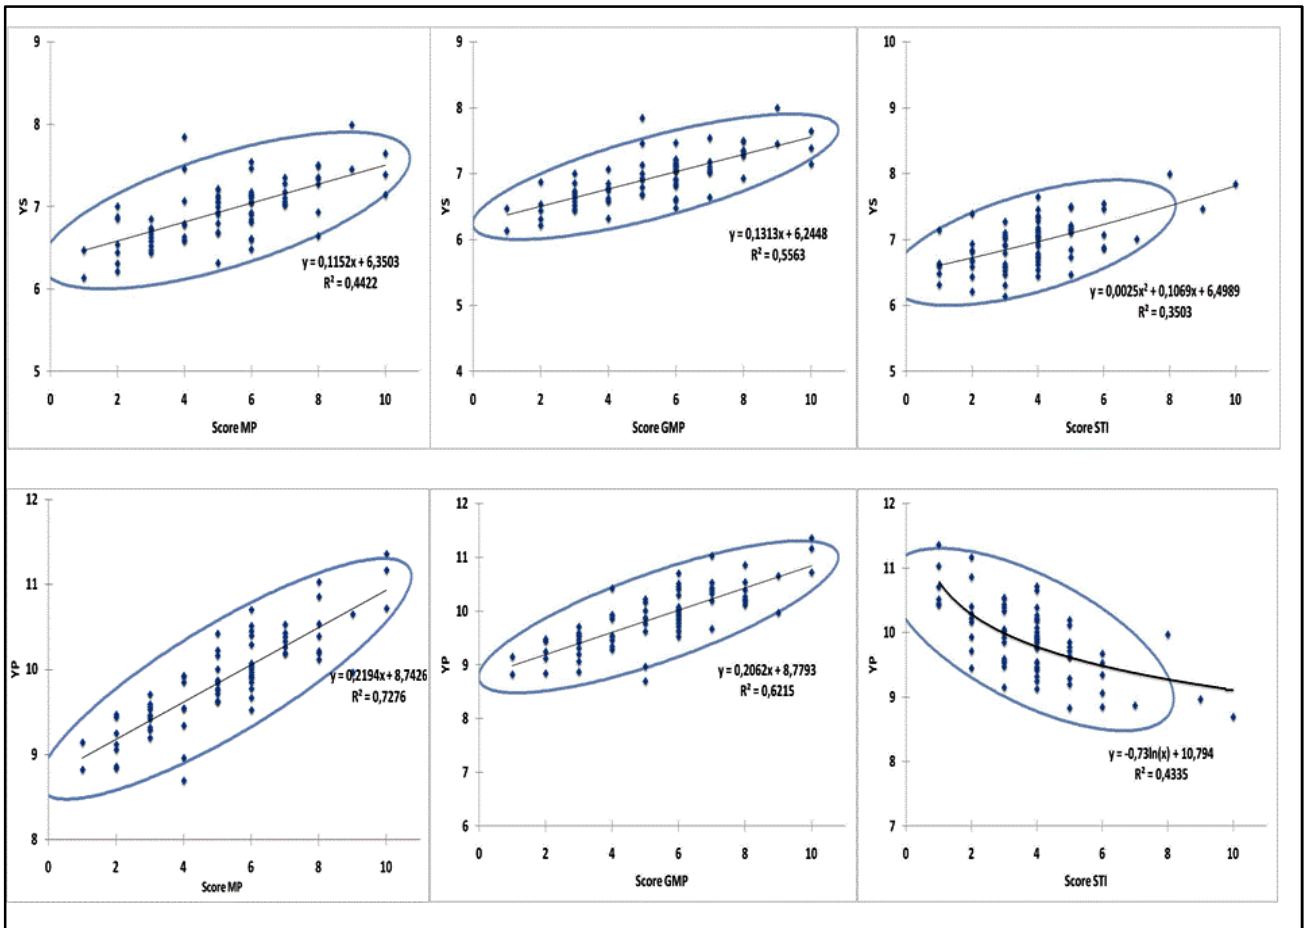 9
8
7
6
5
YS
0 2 4 6 8 10
Score MP
y = 0,1152x + 6,3503
R² = 0,4422
9
8
7
6
5
4
YS
0 2 4 6 8 10
Score GMP
y = 0,1313x + 6,2448
R² = 0,5563
10
9
8
7
6
5
YS
0 2 4 6 8 10
Score STI
y = 0,0025x² + 0,1069x + 6,4989
R² = 0,3503
12
11
10
9
8
YP
0 2 4 6 8 10
Score MP
y = 0,2194x + 8,7426
R² = 0,7276
12
11
10
9
8
7
6
YP
0 2 4 6 8 10
Score GMP
y = 0,2062x + 8,7793
R² = 0,6215
12
11
10
9
8
7
YP
0 2 4 6 8 10
Score STI
y = -0,73ln(x) + 10,794
R² = 0,4335